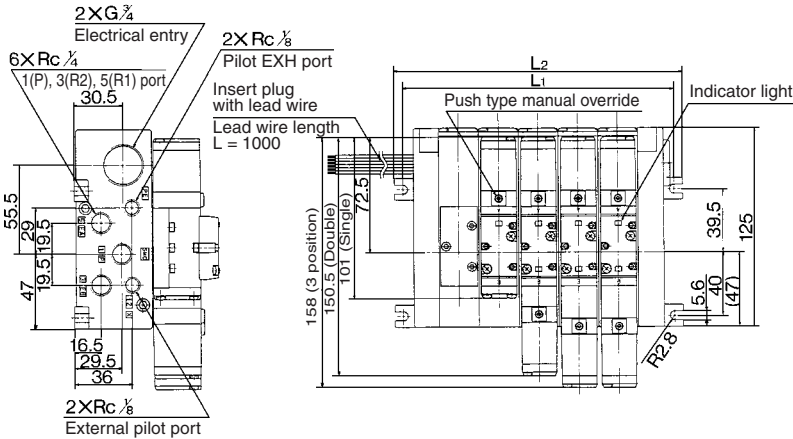 2×G¾
Electrical entry
2×Rc⅛
Pilot EXH port
6×Rc¼
1(P), 3(R2), 5(R1) port
30.5
Insert plug
with lead wire
Lead wire length
L = 1000
L2
L1
Push type manual override
Indicator light
55.5
29
19.5
19.5
47
16.5
29.5
36
2×Rc⅛
External pilot port
158 (3 position)
150.5 (Double)
101 (Single)
72.5
39.5
125
5.6
40
(47)
R2.8